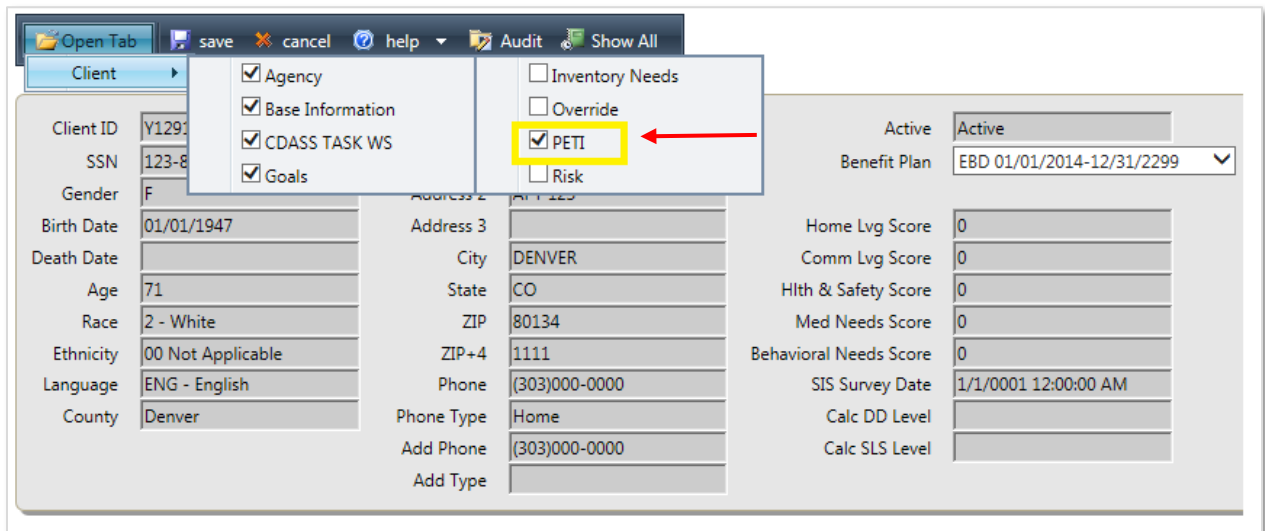 Open Tab save cancel help Audit Show All
Client Agency Inventory Needs
Base Information Override
CDASS TASK WS PETI
Goals Risk
Client ID Y1291 Active Active
SSN 123-8 Benefit Plan EBD 01/01/2014-12/31/2299
Gender F Address 2 APT 123
Birth Date 01/01/1947 Address 3 Home Lvg Score 0
Death Date City DENVER Comm Lvg Score 0
Age 71 State CO Hlth & Safety Score 0
Race 2 - White ZIP 80134 Med Needs Score 0
Ethnicity 00 Not Applicable ZIP+4 1111 Behavioral Needs Score 0
Language ENG - English Phone (303)000-0000 SIS Survey Date 1/1/0001 12:00:00 AM
County Denver Phone Type Home Calc DD Level
Add Phone (303)000-0000 Calc SLS Level
Add Type